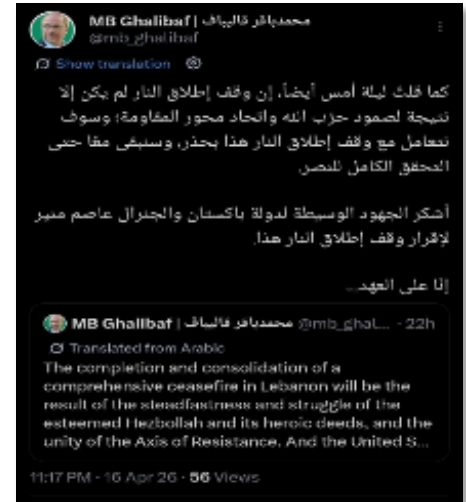 MB Ghalibaf | محمدباقر قالیباف
@mb_ghalibaf
Show translation
كما قلت ليلة أمس أيضاً، إن وقف إطلاق النار لم يكن إلا
نتيجة لصمود حزب الله واتحاد محور المقاومة؛ وسوف
نتعامل مع وقف إطلاق النار هذا بحذر، وسنبقى معًا حتى
التحقق الكامل للنصر.
أشكر الجهود الوسيطة لدولة باكستان والجنرال عاصم منير
لإقرار وقف إطلاق النار هذا.
إنّا على العهد...
MB Ghalibaf | محمدباقر قالیباف @mb_ghal... · 22h
Translated from Arabic
The completion and consolidation of a
comprehensive ceasefire in Lebanon will be the
result of the steadfastness and struggle of the
esteemed Hezbollah and its heroic deeds, and the
unity of the Axis of Resistance. And the United S...
11:17 PM · 16 Apr 26 · 56 Views